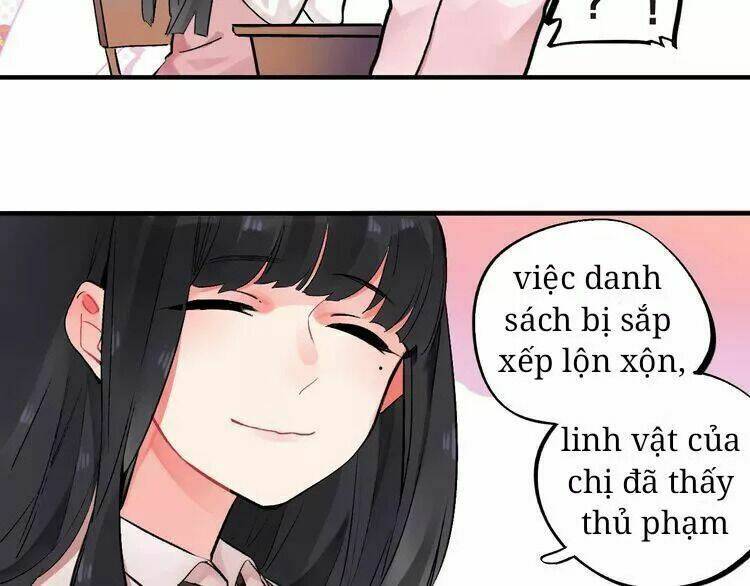 ? !
việc danh
sách bị sắp
xếp lộn xộn,
linh vật của
chị đã thấy
thủ phạm